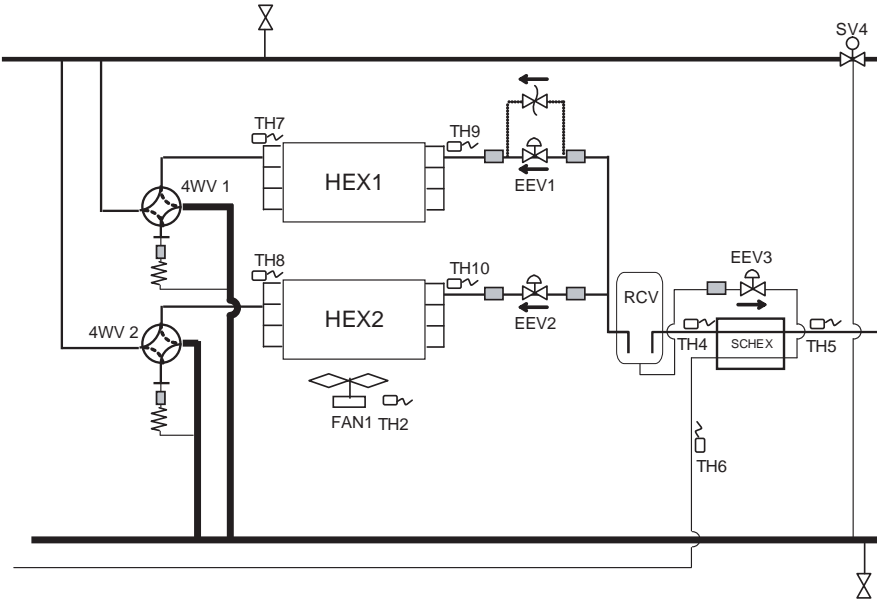 SV4
TH7
TH9
HEX1
EEV1
4WV 1
TH8
TH10
EEV3
HEX2
RCV
EEV2
4WV 2
TH4
SCHEX
TH5
FAN1
TH2
TH6